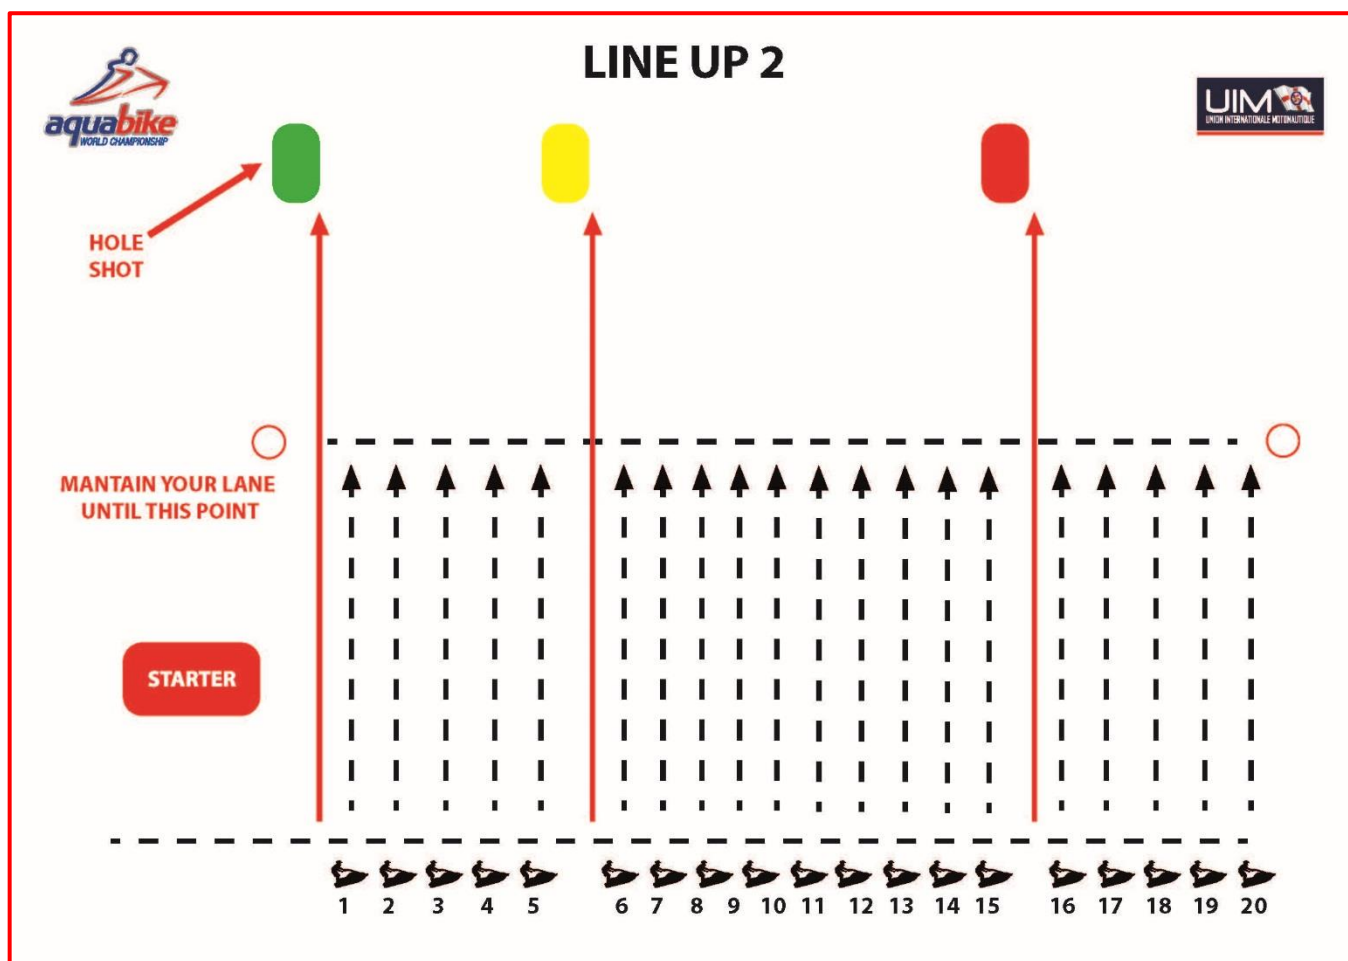 LINE UP 2
aquabike
WORLD CHAMPIONSHIP
UIM
UNION INTERNATIONALE MOTONAUTIQUE
HOLE
SHOT
MANTAIN YOUR LANE
UNTIL THIS POINT
STARTER
1 2 3 4 5 6 7 8 9 10 11 12 13 14 15 16 17 18 19 20